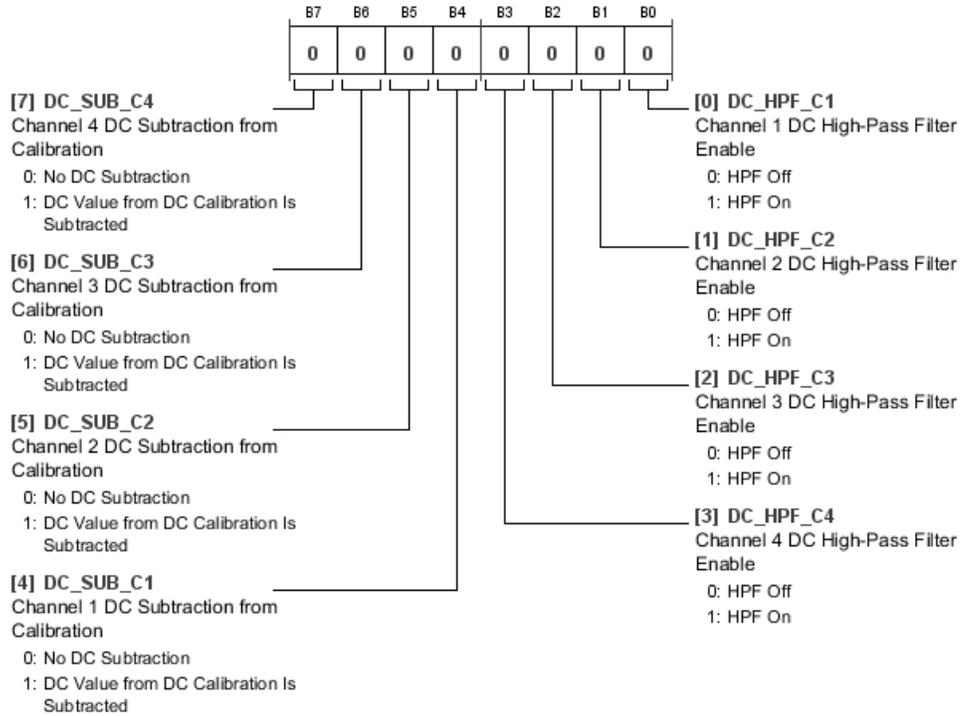 B7 B6 B5 B4 B3 B2 B1 B0
0 0 0 0 0 0 0 0
[7] DC_SUB_C4
Channel 4 DC Subtraction from
Calibration
0: No DC Subtraction
1: DC Value from DC Calibration Is
Subtracted
[6] DC_SUB_C3
Channel 3 DC Subtraction from
Calibration
0: No DC Subtraction
1: DC Value from DC Calibration Is
Subtracted
[5] DC_SUB_C2
Channel 2 DC Subtraction from
Calibration
0: No DC Subtraction
1: DC Value from DC Calibration Is
Subtracted
[4] DC_SUB_C1
Channel 1 DC Subtraction from
Calibration
0: No DC Subtraction
1: DC Value from DC Calibration Is
Subtracted
[0] DC_HPF_C1
Channel 1 DC High-Pass Filter
Enable
0: HPF Off
1: HPF On
[1] DC_HPF_C2
Channel 2 DC High-Pass Filter
Enable
0: HPF Off
1: HPF On
[2] DC_HPF_C3
Channel 3 DC High-Pass Filter
Enable
0: HPF Off
1: HPF On
[3] DC_HPF_C4
Channel 4 DC High-Pass Filter
Enable
0: HPF Off
1: HPF On